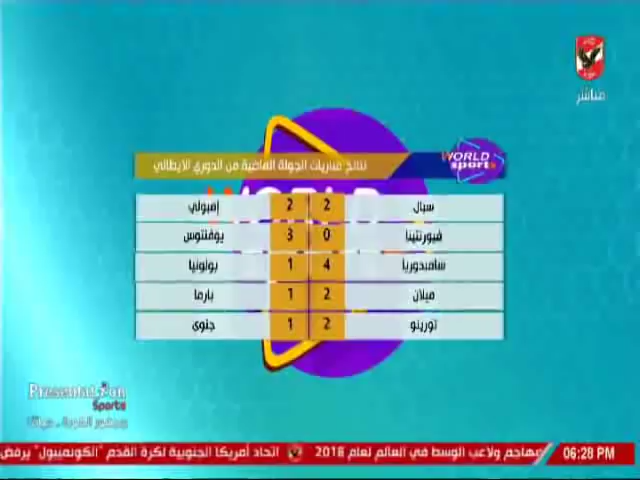 مباشر
WORLD
sports
نتائج مباريات الجولة الماضية من الدوري الايطالي
سبال 2 2 إمبولي
فيورنتينا 0 3 يوفنتوس
سامبدوريا 4 1 بولونيا
ميلان 2 1 بارما
تورينو 2 1 جنوى
Presentation
Sports
06:28 PM
مهاجم ولاعب الوسط في العالم لعام 2018 اتحاد أمريكا الجنوبية لكرة القدم "الكونميبول" يرفض